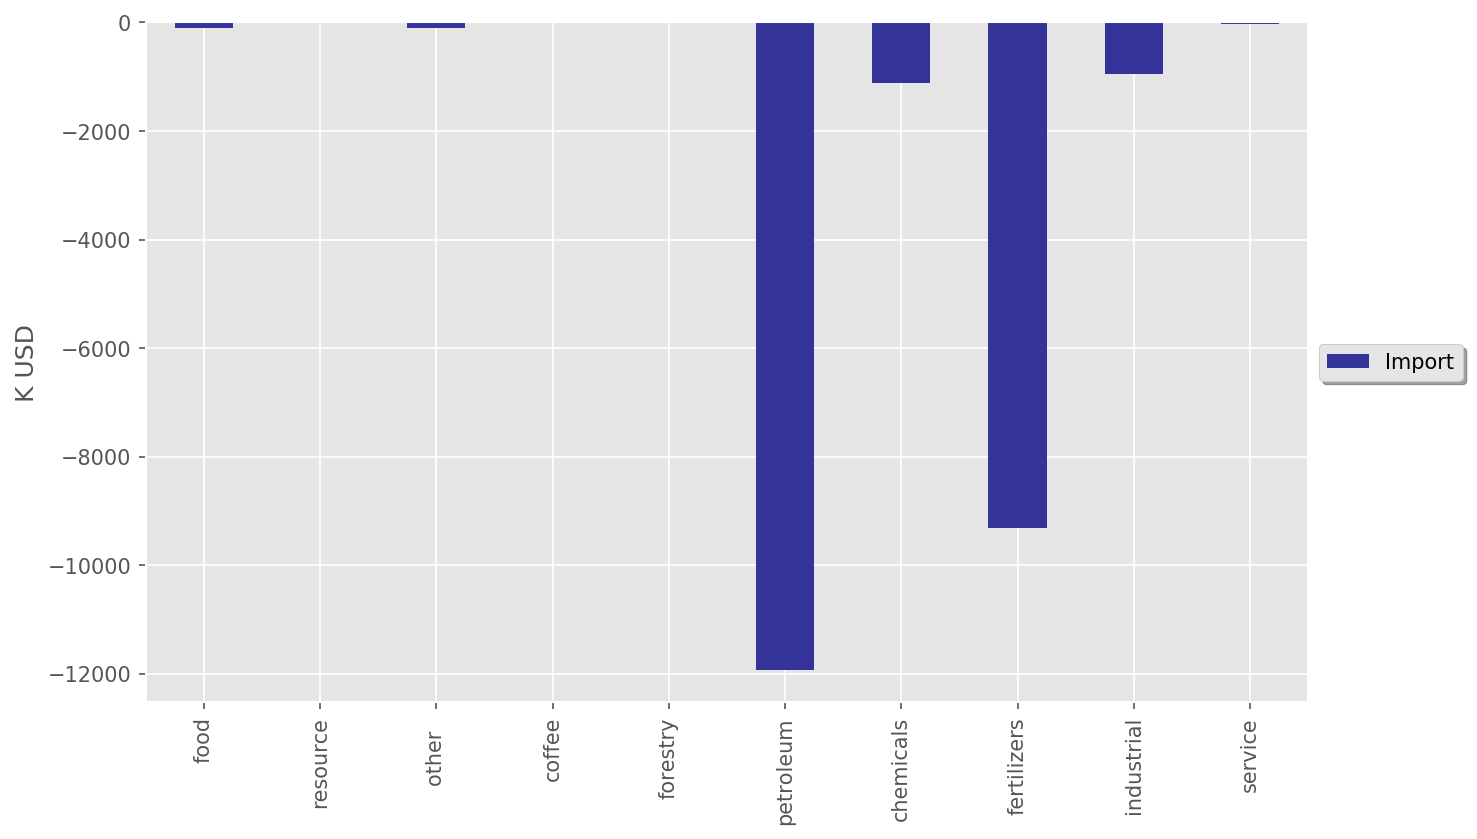 0
−2000
−4000
−6000
−8000
−10000
−12000
K USD
food
resource
other
coffee
forestry
petroleum
chemicals
fertilizers
industrial
service
Import